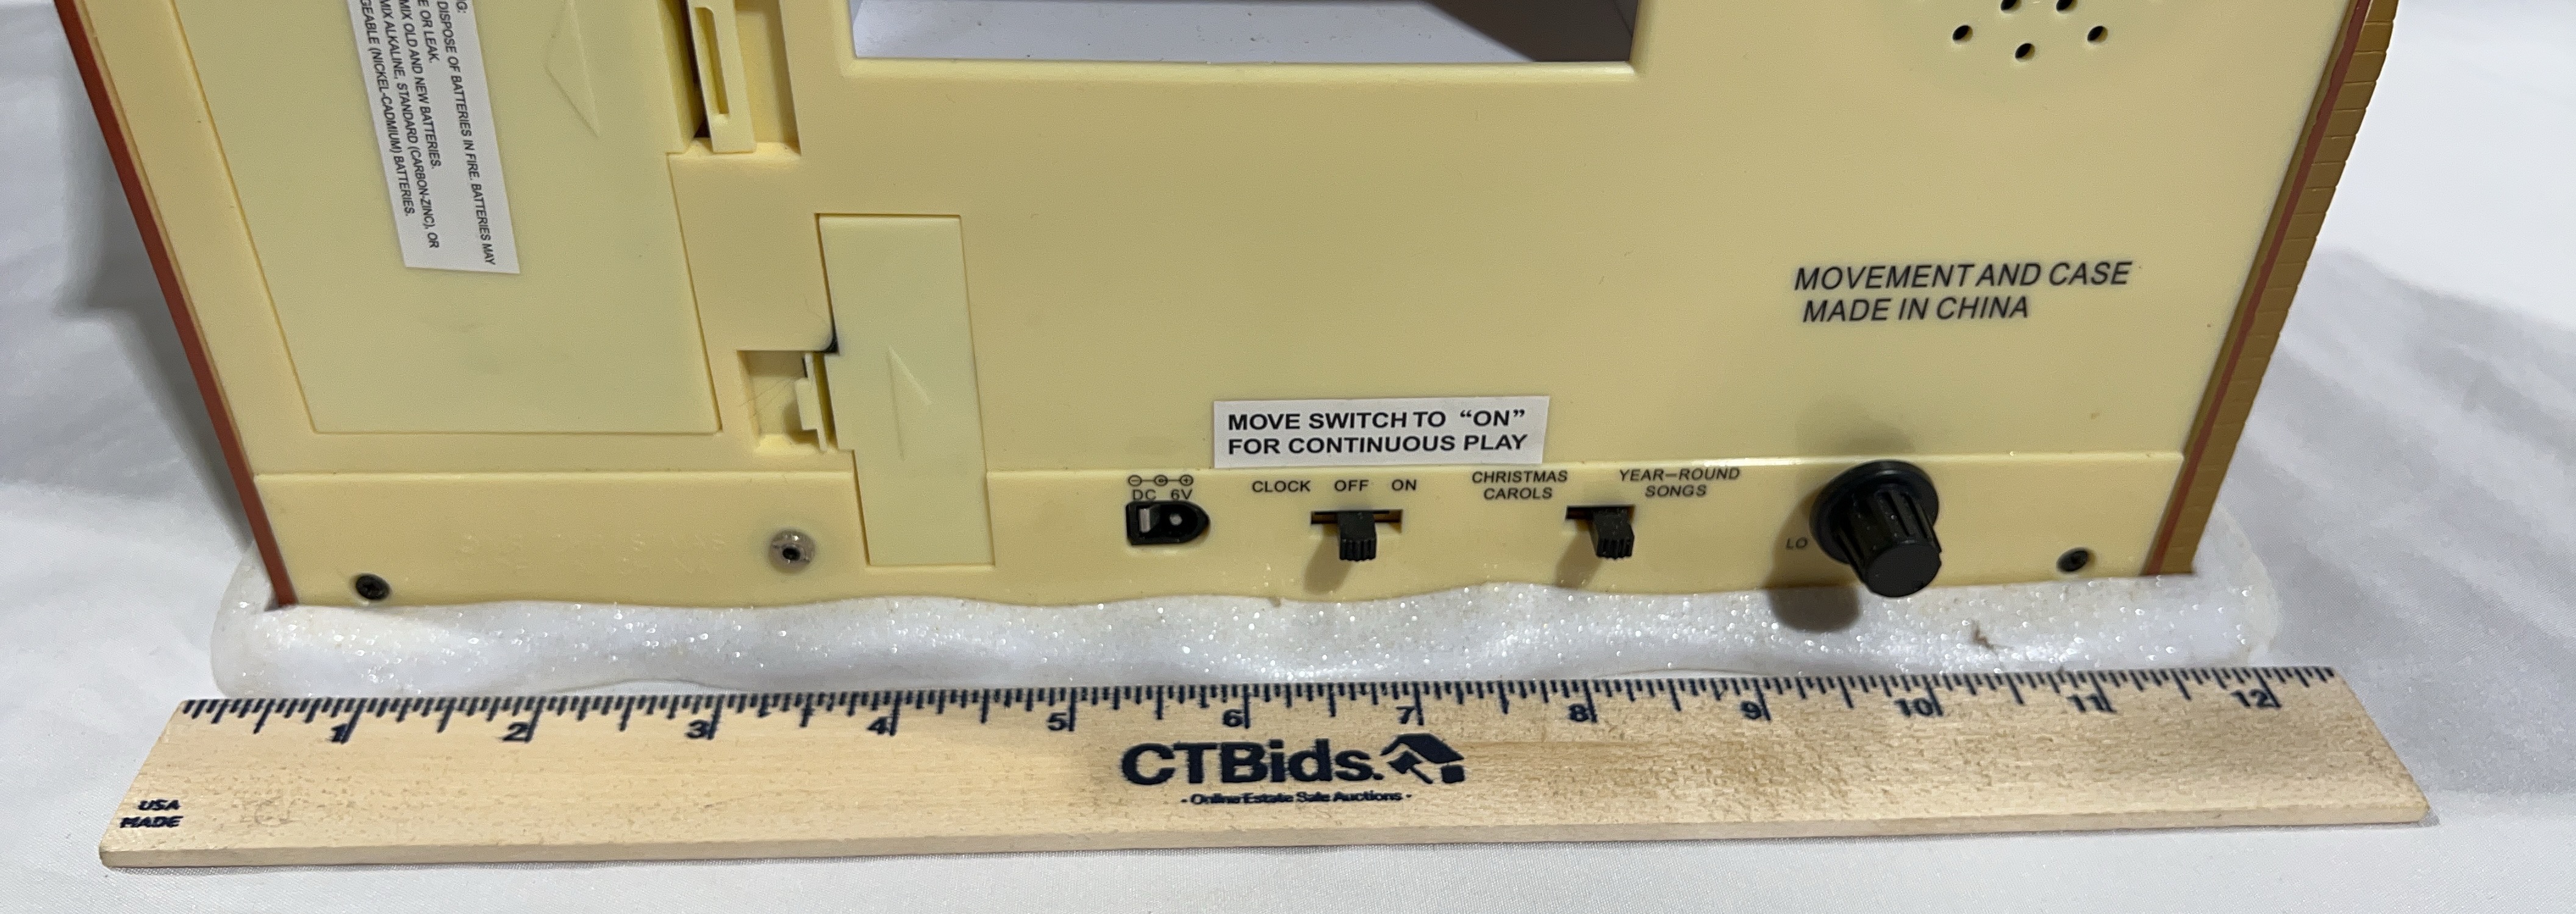 G:
DISPOSE OF BATTERIES IN FIRE. BATTERIES MAY
E OR LEAK.
MIX OLD AND NEW BATTERIES.
MIX ALKALINE, STANDARD (CARBON-ZINC), OR
GEABLE (NICKEL-CADMIUM) BATTERIES.
MOVEMENT AND CASE
MADE IN CHINA
MOVE SWITCH TO “ON”
FOR CONTINUOUS PLAY
DC 6V
CLOCK OFF ON
CHRISTMAS
CAROLS
YEAR–ROUND
SONGS
LO
1 2 3 4 5 6 7 8 9 10 11 12
CTBids.
- Online Estate Sale Auctions -
USA
MADE